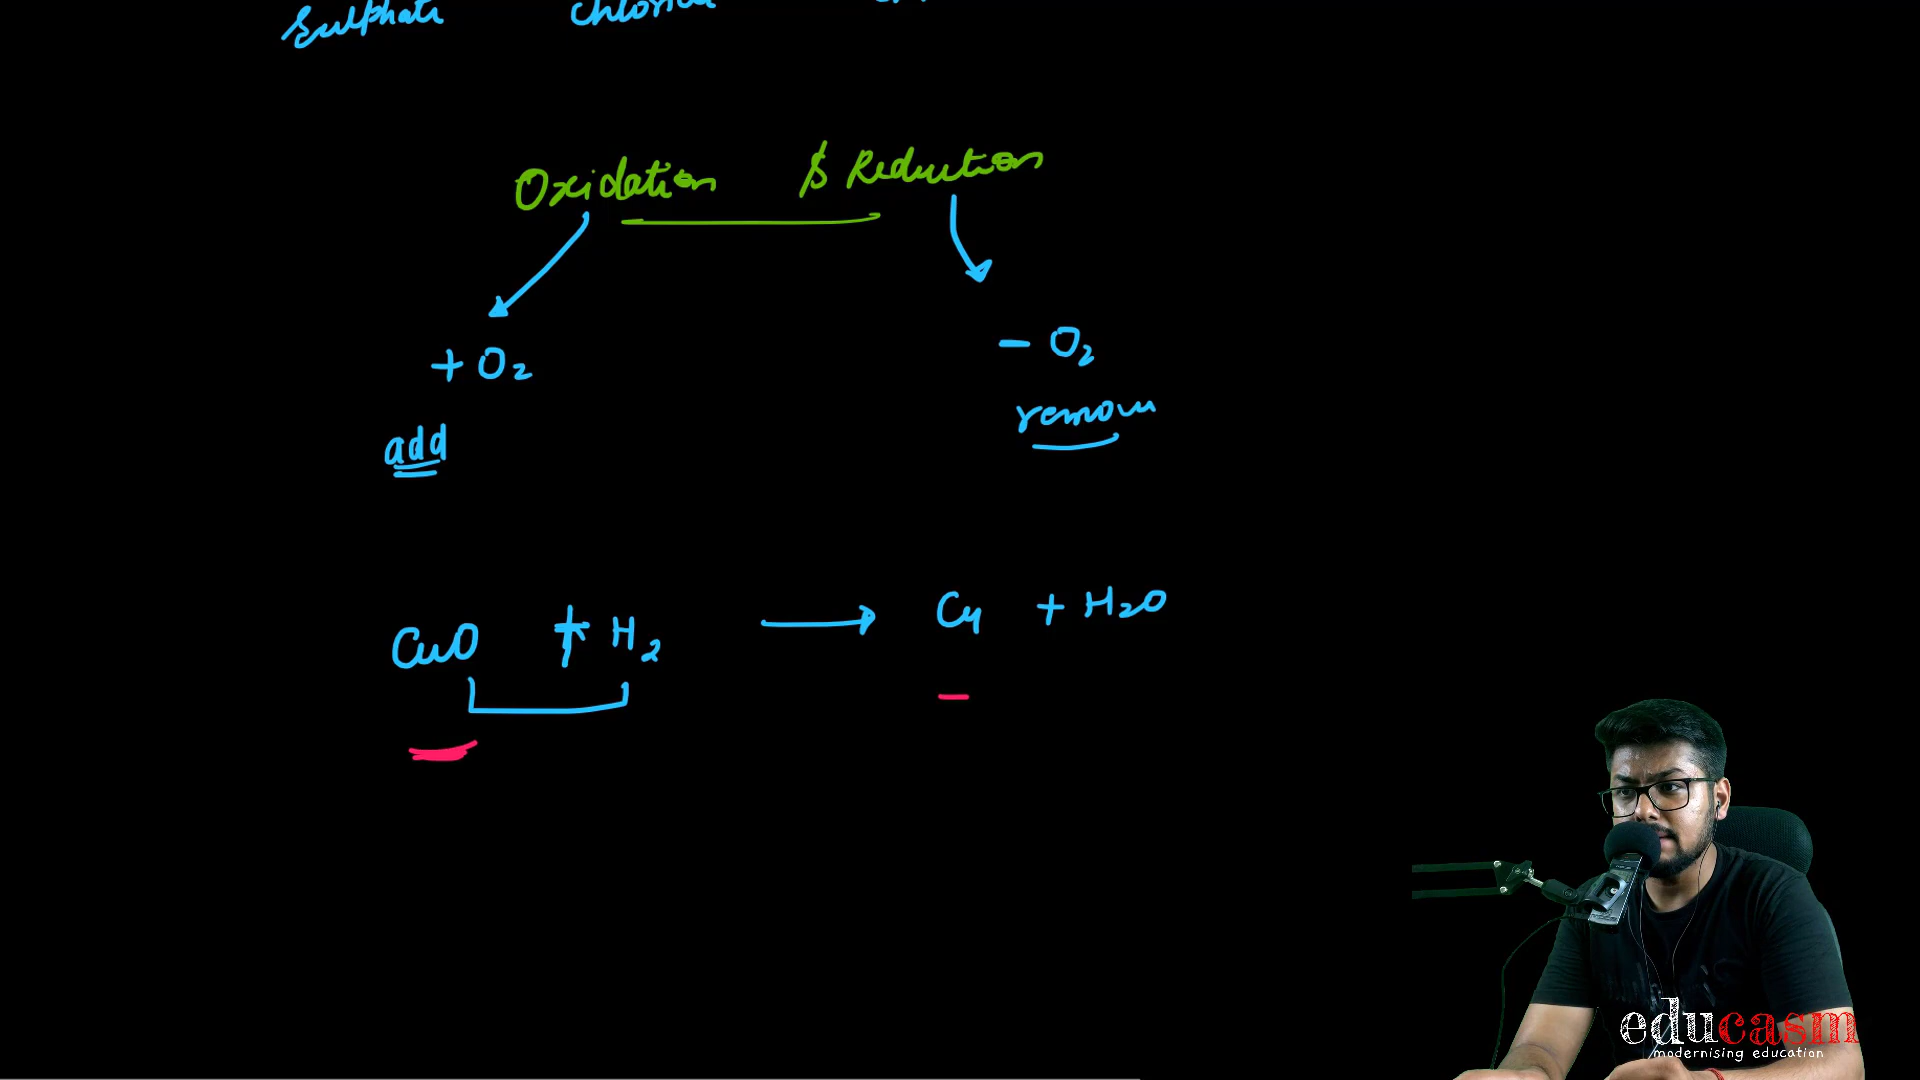 Sulphate chloride
Oxidation & Reduction
+ O2 - O2
add remove
CuO + H2 → Cu + H2O
educasm
modernising education